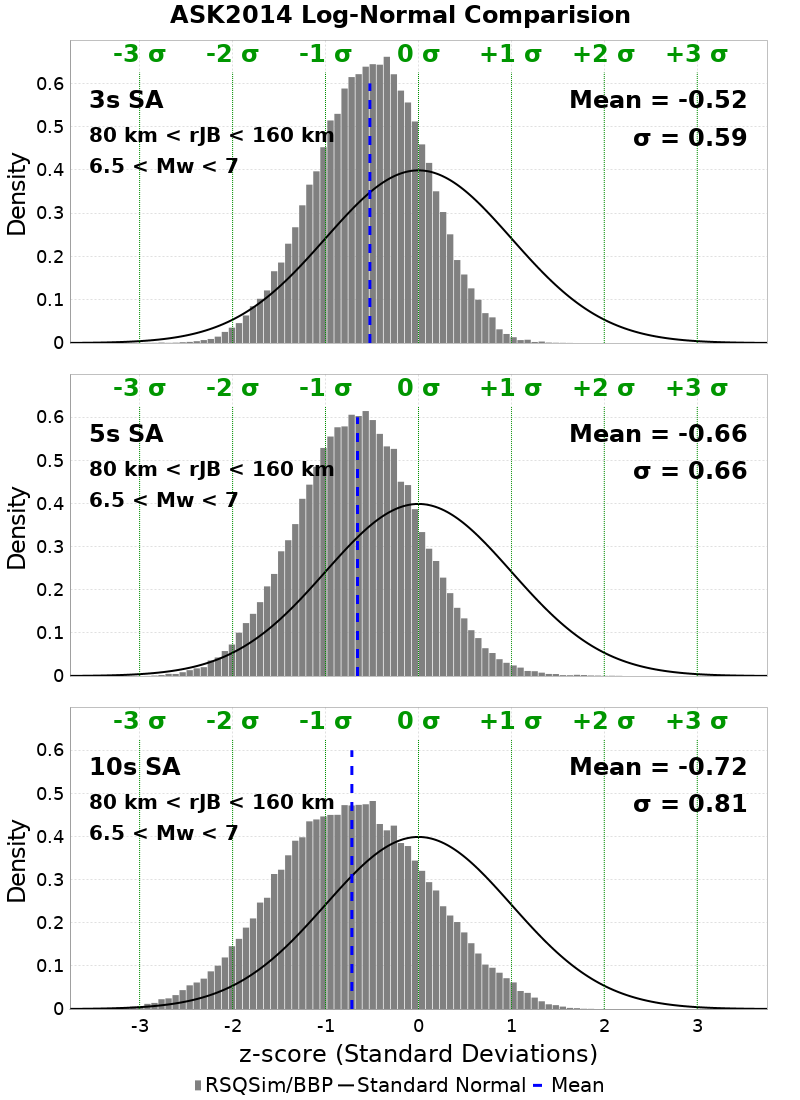 ASK2014 Log-Normal Comparision
-3 σ -2 σ -1 σ 0 σ +1 σ +2 σ +3 σ
3s SA
Mean = -0.52
80 km < rJB < 160 km
σ = 0.59
6.5 < Mw < 7
Density
0.6
0.5
0.4
0.3
0.2
0.1
0
-3 σ -2 σ -1 σ 0 σ +1 σ +2 σ +3 σ
5s SA
Mean = -0.66
80 km < rJB < 160 km
σ = 0.66
6.5 < Mw < 7
Density
0.6
0.5
0.4
0.3
0.2
0.1
0
-3 σ -2 σ -1 σ 0 σ +1 σ +2 σ +3 σ
10s SA
Mean = -0.72
80 km < rJB < 160 km
σ = 0.81
6.5 < Mw < 7
Density
0.6
0.5
0.4
0.3
0.2
0.1
0
-3 -2 -1 0 1 2 3
z-score (Standard Deviations)
RSQSim/BBP Standard Normal Mean